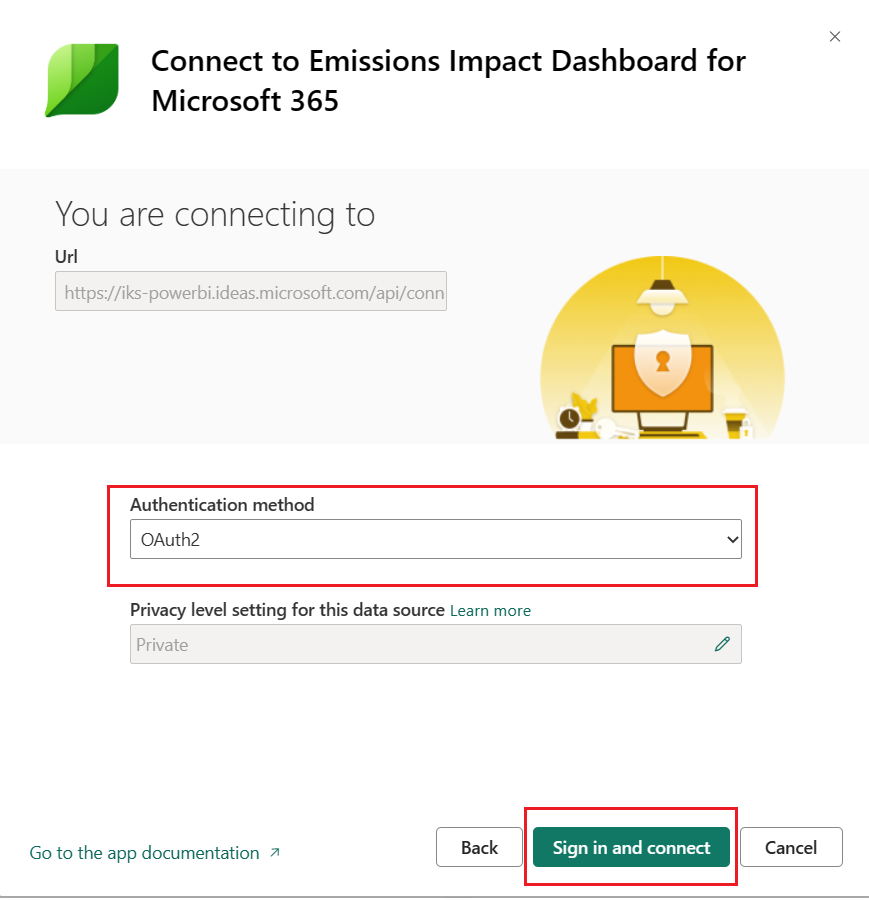 Connect to Emissions Impact Dashboard for
Microsoft 365
You are connecting to
Url
https://iks-powerbi.ideas.microsoft.com/api/conn
Authentication method
OAuth2
Privacy level setting for this data source Learn more
Private
Go to the app documentation
Back
Sign in and connect
Cancel